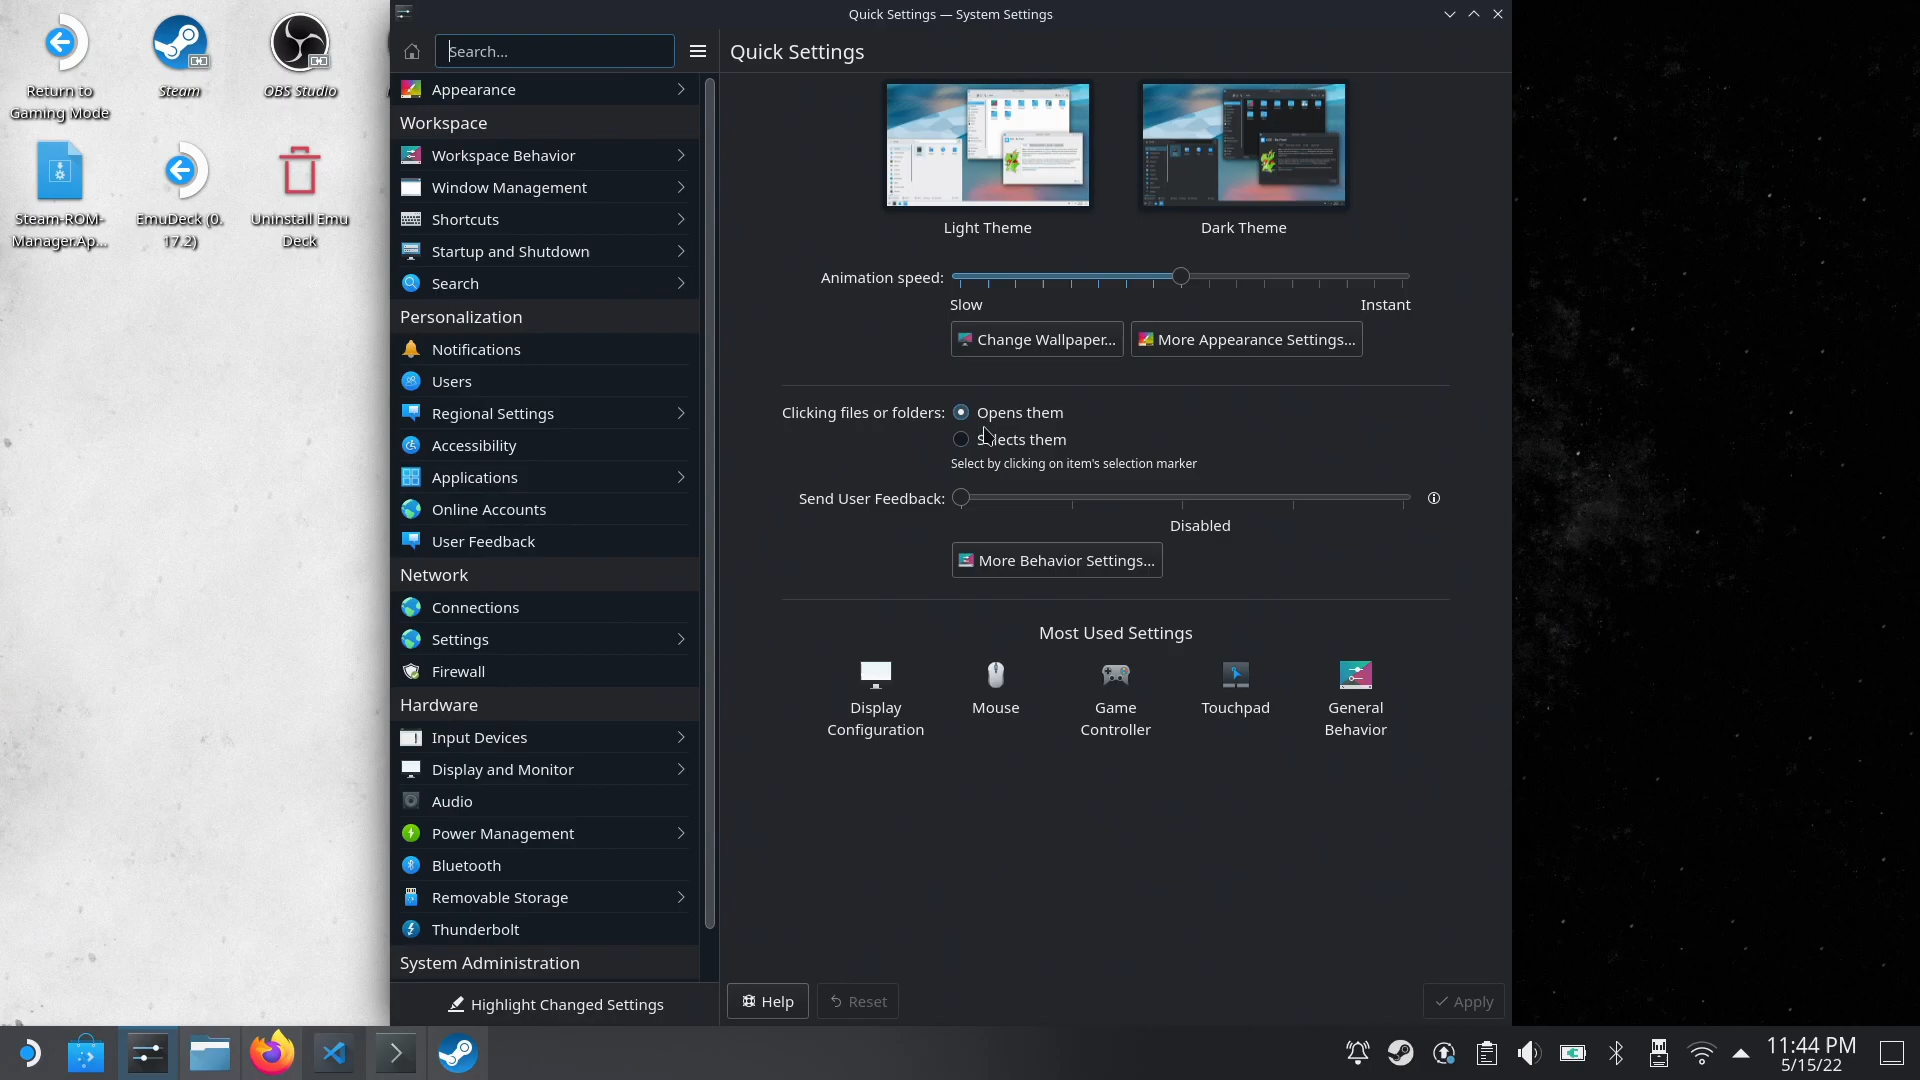 Quick Settings — System Settings
Return to
Gaming Mode
Steam
OBS Studio
Steam-ROM-
Manager.Ap...
EmuDeck (0.
17.2)
Uninstall Emu
Deck
Search...
Appearance
Workspace
Workspace Behavior
Window Management
Shortcuts
Startup and Shutdown
Search
Personalization
Notifications
Users
Regional Settings
Accessibility
Applications
Online Accounts
User Feedback
Network
Connections
Settings
Firewall
Hardware
Input Devices
Display and Monitor
Audio
Power Management
Bluetooth
Removable Storage
Thunderbolt
System Administration
Highlight Changed Settings
Quick Settings
Light Theme
Dark Theme
Animation speed:
Slow
Instant
Change Wallpaper...
More Appearance Settings...
Clicking files or folders:
Opens them
Selects them
Select by clicking on item's selection marker
Send User Feedback:
Disabled
More Behavior Settings...
Most Used Settings
Display
Configuration
Mouse
Game
Controller
Touchpad
General
Behavior
Help
Reset
Apply
11:44 PM
5/15/22